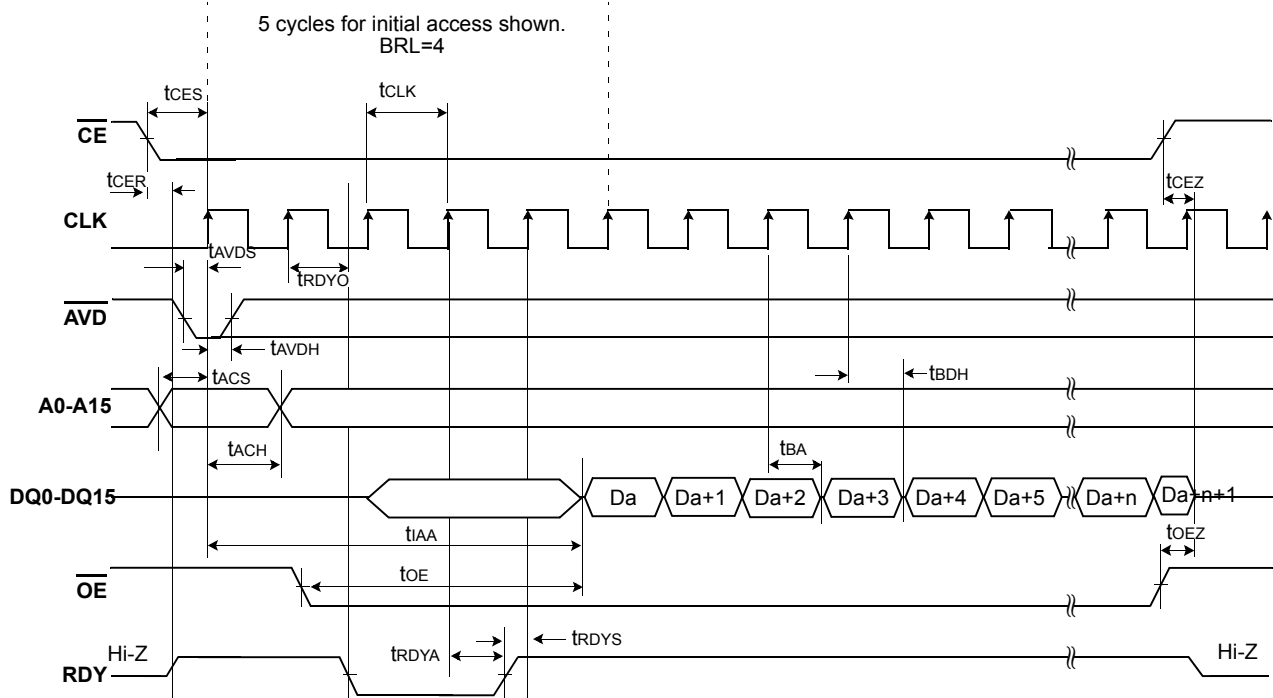 5 cycles for initial access shown.
BRL=4
tCES
tCLK
CE
tCER
tCEZ
CLK
tAVDS
tRDYO
AVD
tAVDH
tACS
tBDH
A0-A15
tACH
tBA
DQ0-DQ15
Da
Da+1
Da+2
Da+3
Da+4
Da+5
Da+n
Da+n+1
tIAA
tOEZ
tOE
OE
tRDYS
Hi-Z
tRDYA
Hi-Z
RDY